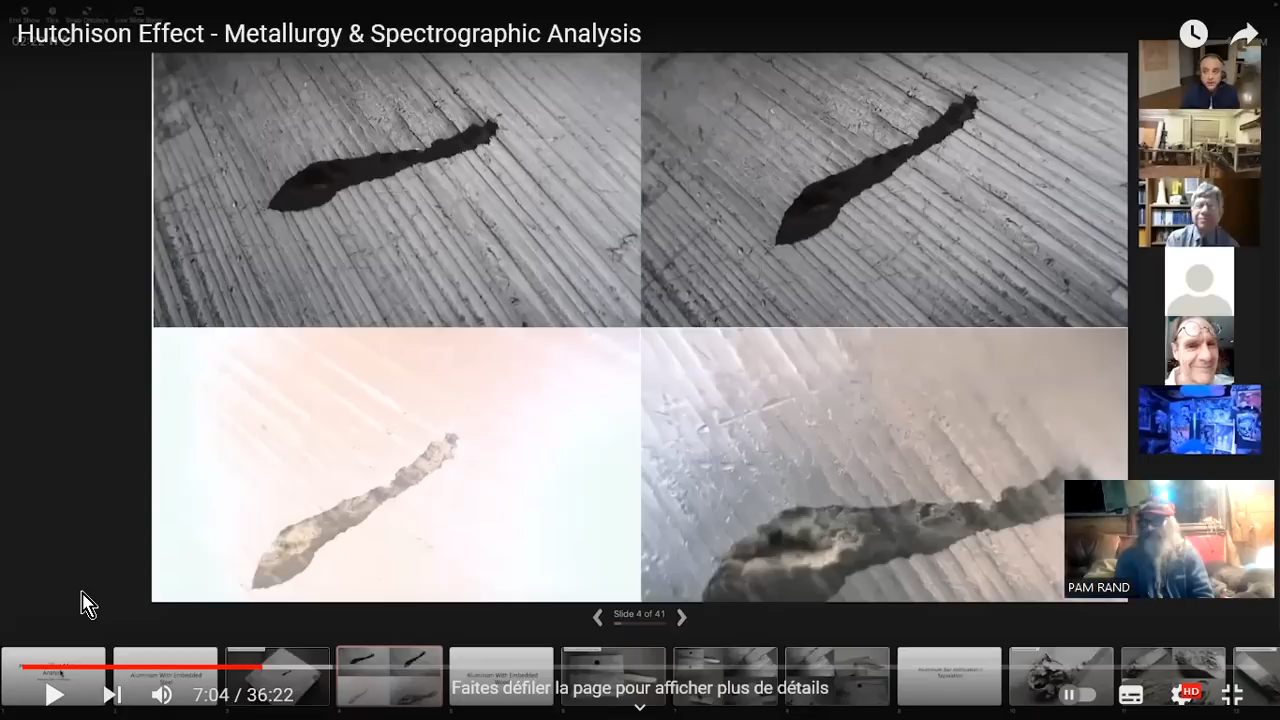 Hutchison Effect - Metallurgy & Spectrographic Analysis
PAM RAND
Slide 4 of 41
Aluminum With Embedded
Steel
Aluminum With Embedded
7:04 / 36:22
Faites défiler la page pour afficher plus de détails
HD